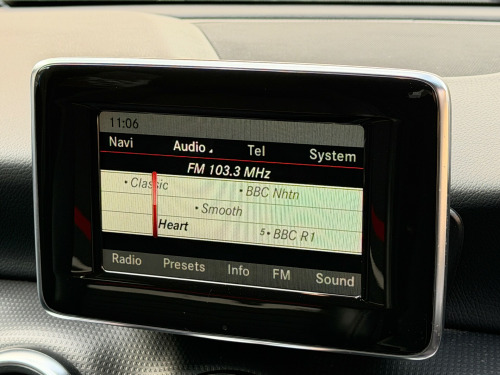 11:06
Navi Audio Tel System
FM 103.3 MHz
• Classic • BBC Nhtn
• Smooth
Heart 5• BBC R1
Radio Presets Info FM Sound